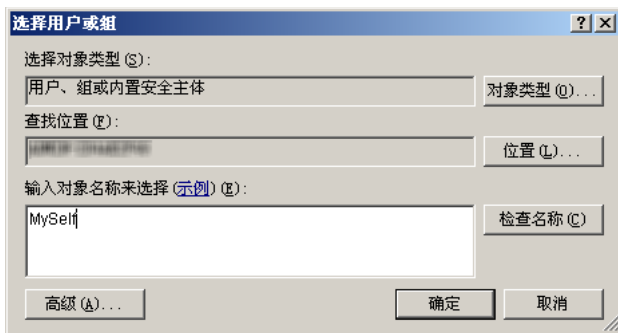 选择用户或组
选择对象类型(S):
用户、组或内置安全主体
对象类型(O)...
查找位置(F):
位置(L)...
输入对象名称来选择(示例)(E):
MySelf
检查名称(C)
高级(A)...
确定
取消